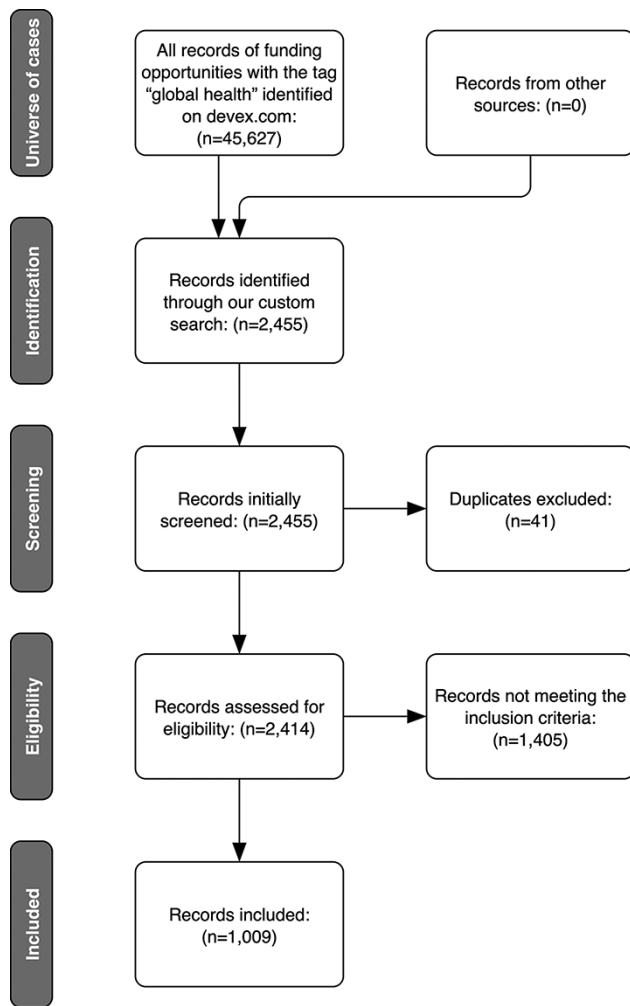 Universe of cases
All records of funding
opportunities with the tag
“global health” identified
on devex.com:
(n=45,627)
Records from other
sources: (n=0)
Identification
Records identified
through our custom
search: (n=2,455)
Screening
Records initially
screened: (n=2,455)
Duplicates excluded:
(n=41)
Eligibility
Records assessed for
eligibility: (n=2,414)
Records not meeting the
inclusion criteria:
(n=1,405)
Included
Records included:
(n=1,009)